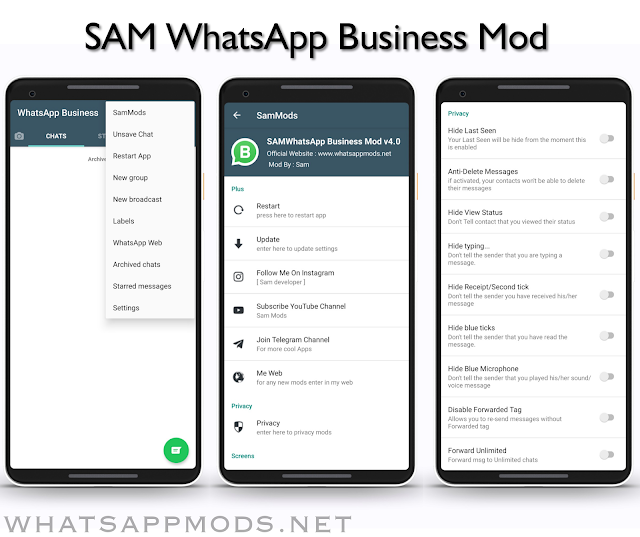 SAM WhatsApp Business Mod
WhatsApp Business
CHATS
ST
Archive
SamMods
Unsave Chat
Restart App
New group
New broadcast
Labels
WhatsApp Web
Archived chats
Starred messages
Settings
SamMods
SAMWhatsApp Business Mod v4.0
Official Website : www.whatsappmods.net
Mod By : Sam
Plus
Restart
press here to restart app
Update
enter here to update settings
Follow Me On Instagram
[ Sam developer ]
Subscribe YouTube Channel
Sam Mods
Join Telegram Channel
For more cool Apps
Me Web
for any new mods enter in my web
Privacy
Privacy
enter here to privacy mods
Screens
Privacy
Hide Last Seen
Your Last Seen will be hide from the moment this
is enabled
Anti-Delete Messages
if activated, your contacts won't be able to delete
their messages
Hide View Status
Don't Tell contact that you viewed their status
Hide typing...
Don't tell the sender that you are typing a
message.
Hide Receipt/Second tick
Don't tell the sender you have received his/her
message
Hide blue ticks
Don't tell the sender that you have read the
message.
Hide Blue Microphone
Don't tell the sender that you played his/her sound/
voice message
Disable Forwarded Tag
Allows you to re-send messages without
Forwarded tag
Forward Unlimited
Forward msg to Unlimited chats
WHATSAPPMODS.NET